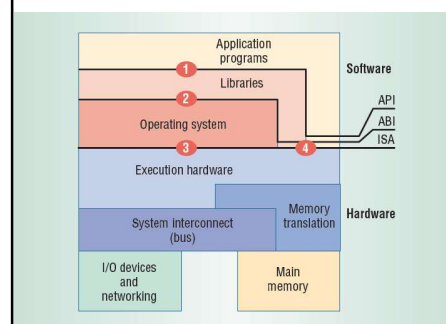 Application
programs
1
Software
Libraries
2
API
Operating system
ABI
3
4
ISA
Execution hardware
Memory
translation
Hardware
System interconnect
(bus)
I/O devices
and
networking
Main
memory